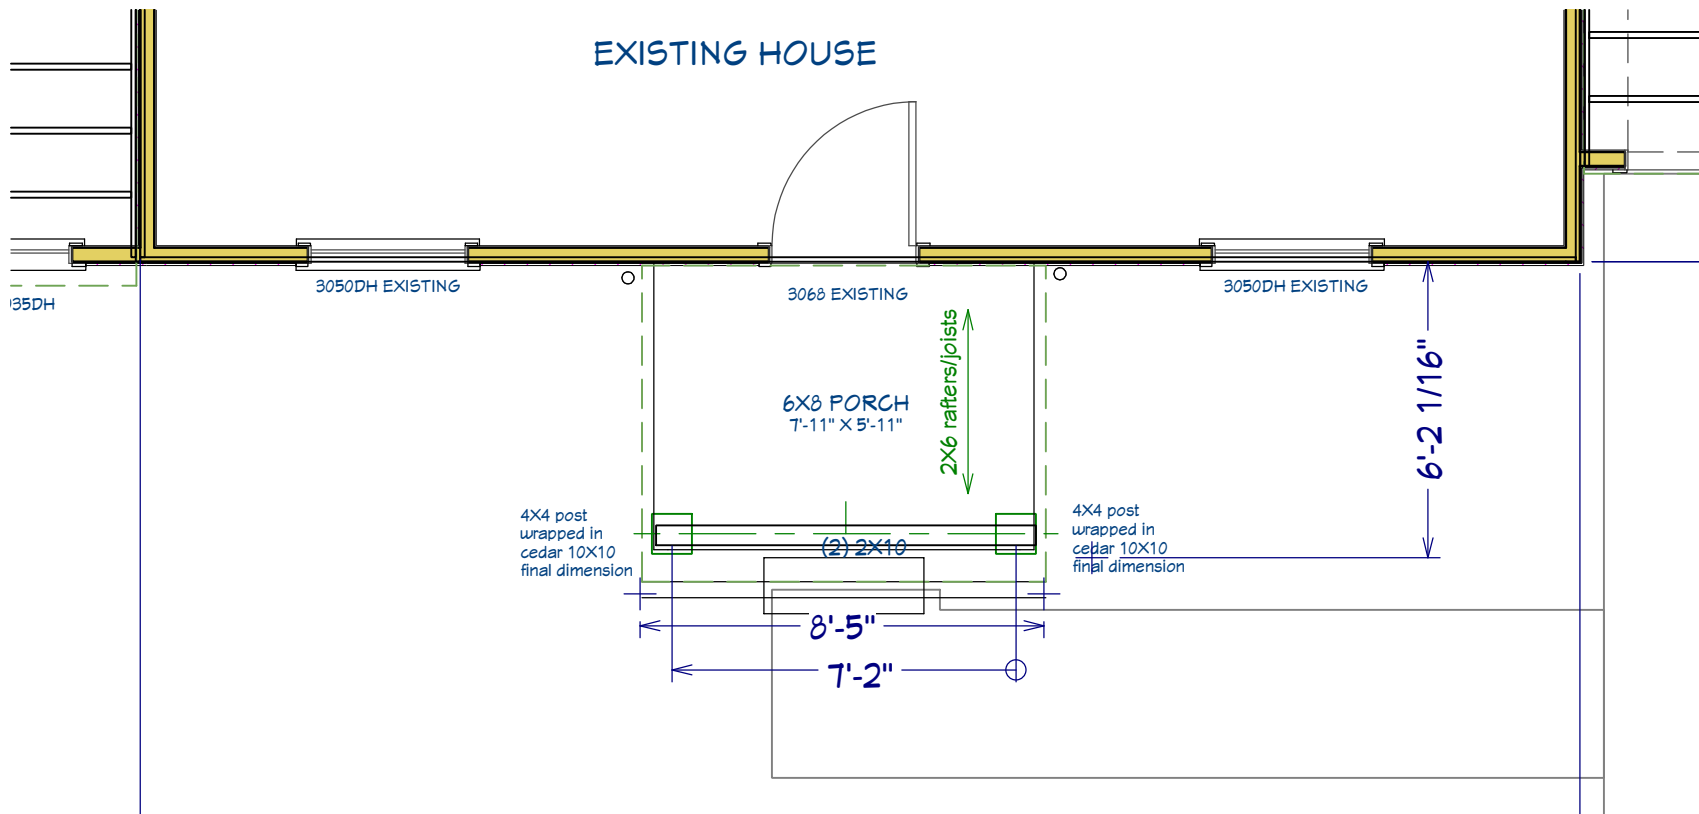 EXISTING HOUSE
3050DH EXISTING
3068 EXISTING
3050DH EXISTING
35DH
2X6 rafters/joists
6'-2 1/16"
6X8 PORCH
7'-11" X 5'-11"
4X4 post
wrapped in
cedar 10X10
final dimension
(2) 2X10
4X4 post
wrapped in
cedar 10X10
final dimension
8'-5"
7'-2"